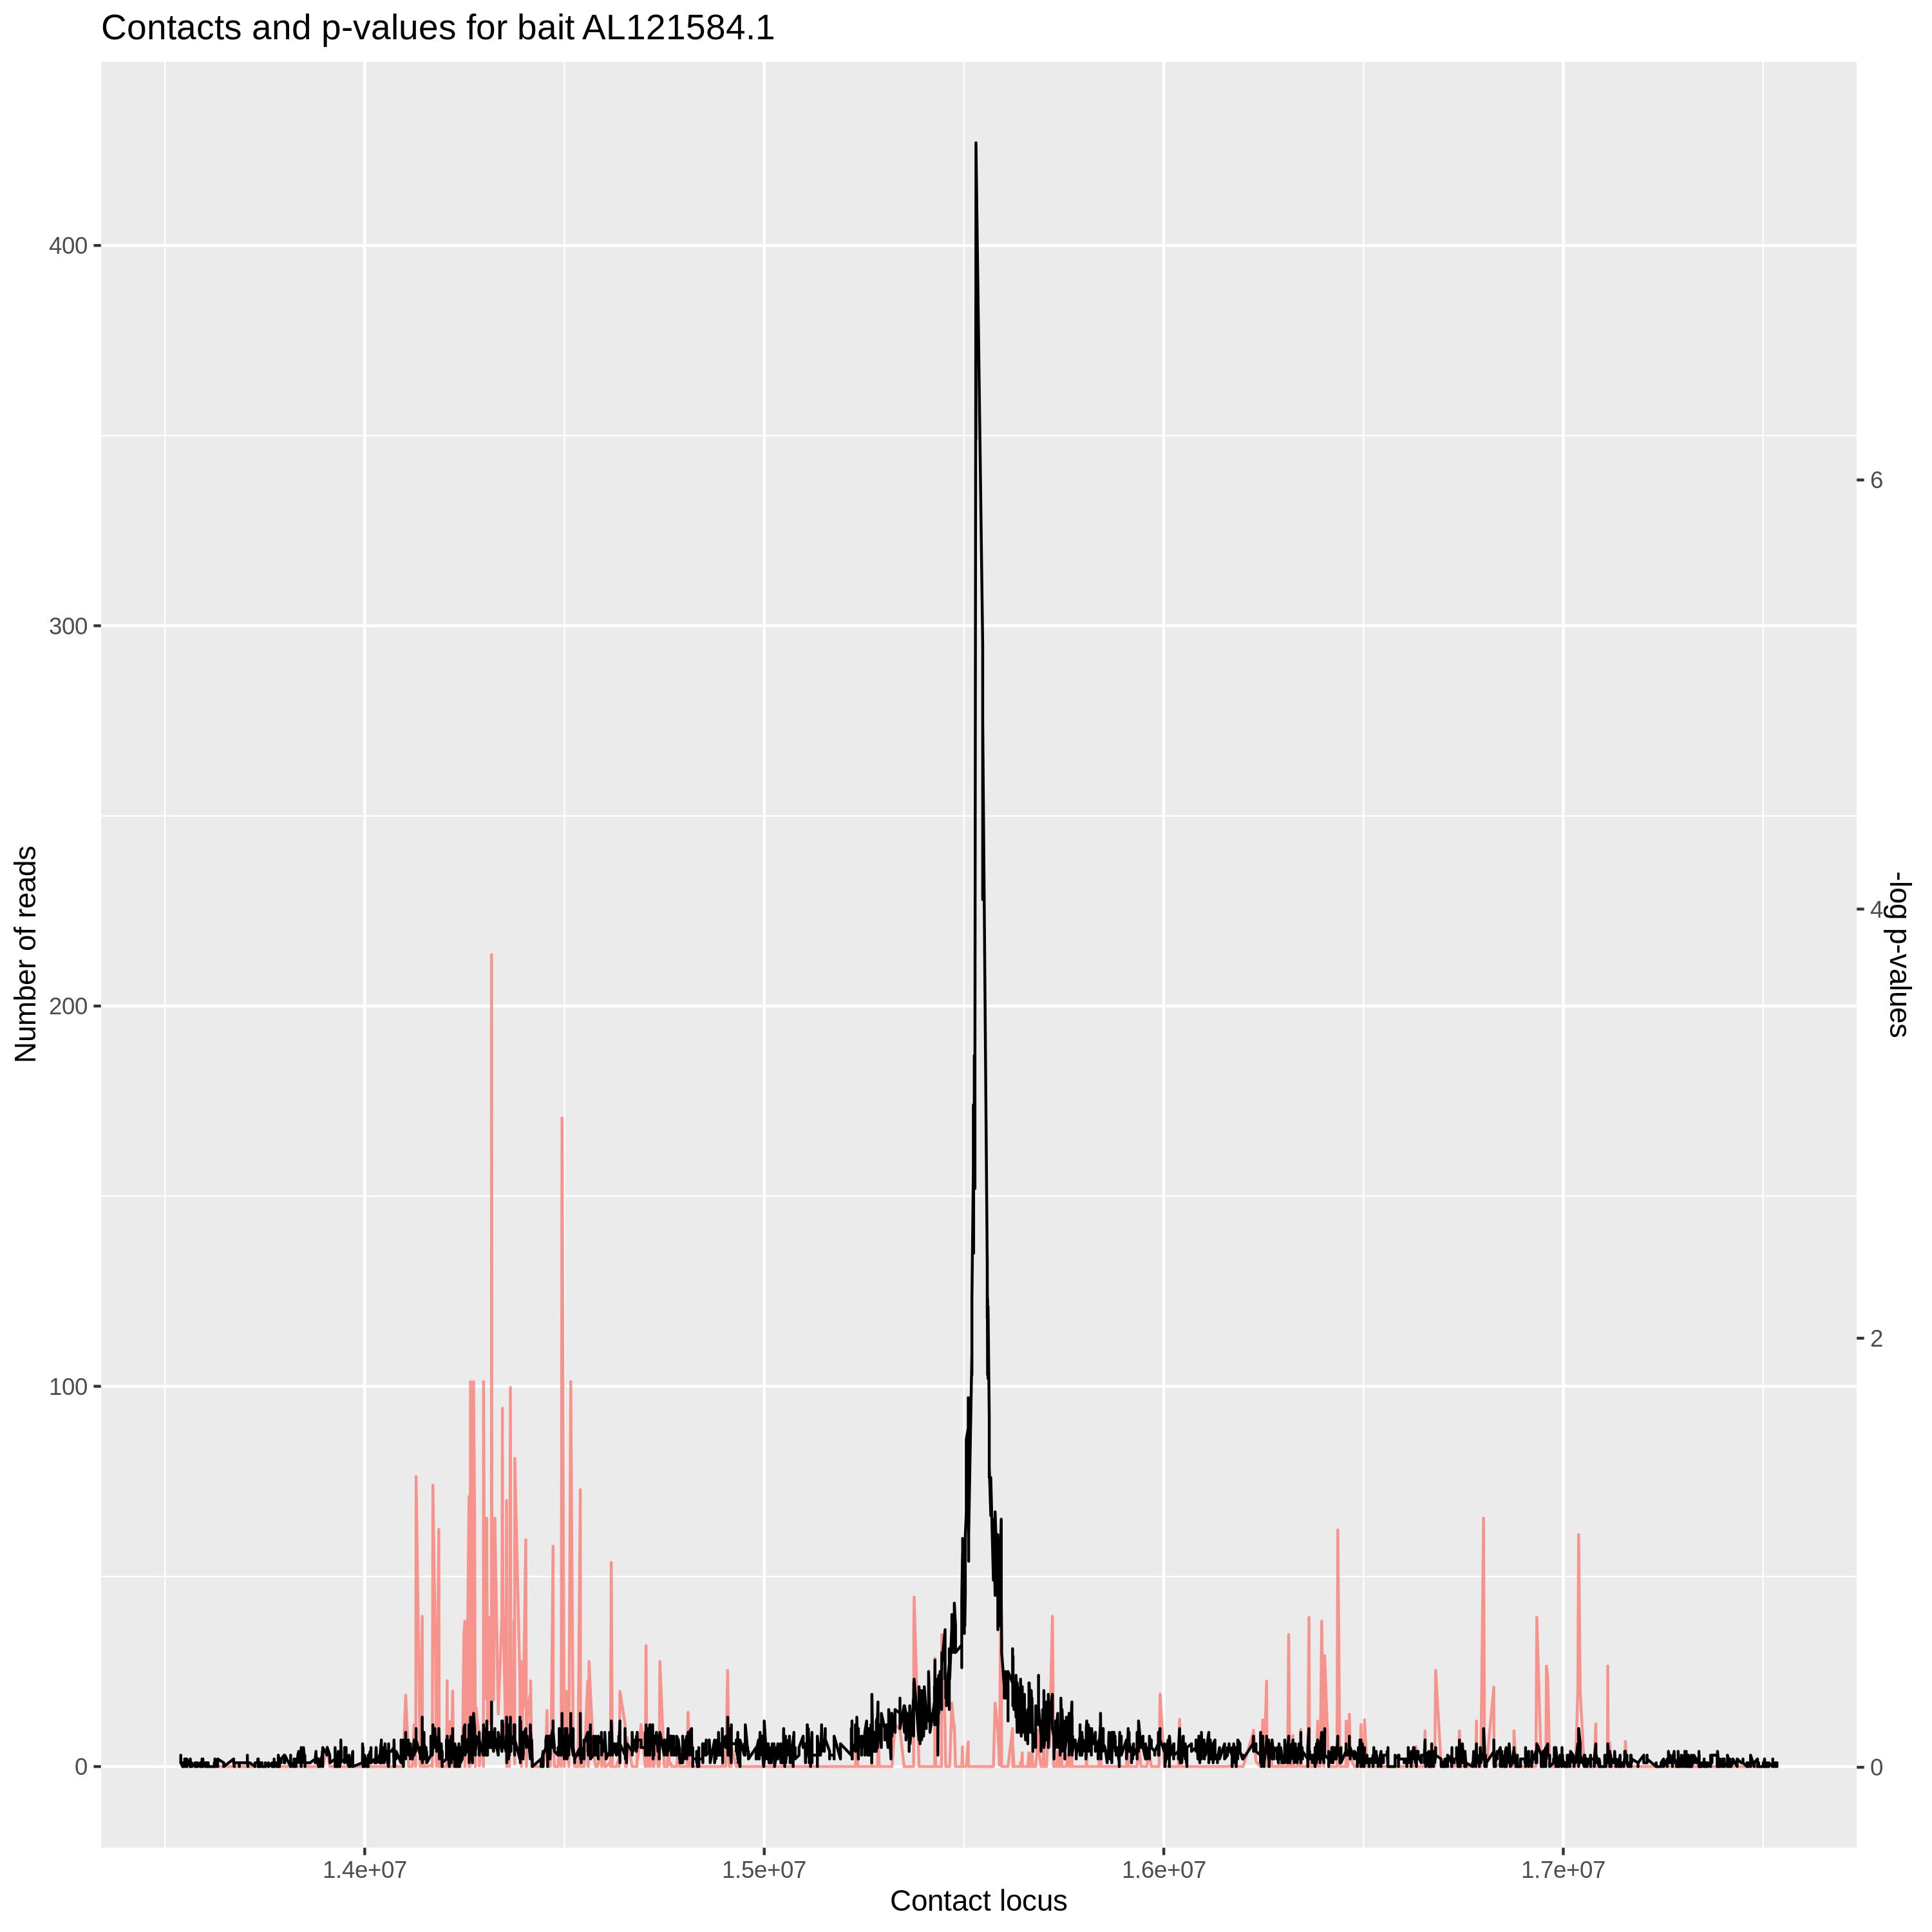 Contacts and p-values for bait AL121584.1
400
300
200
100
0
Number of reads
6
4
2
0
-log p-values
1.4e+07
1.5e+07
1.6e+07
1.7e+07
Contact locus